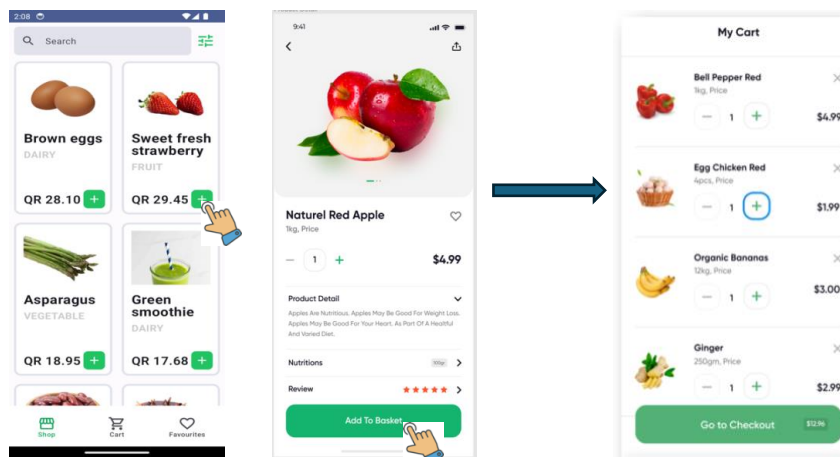 2:08
Search
Brown eggs
DAIRY
QR 28.10 +
Sweet fresh
strawberry
FRUIT
QR 29.45 +
Asparagus
VEGETABLE
QR 18.95 +
Green
smoothie
DAIRY
QR 17.68 +
Shop
Cart
Favourites
9:41
Naturel Red Apple
1kg, Price
− 1 +
$4.99
Product Detail
Apples Are Nutritious. Apples May Be Good For Weight Loss.
Apples May Be Good For Your Heart. As Part Of A Healtful
And Varied Diet.
Nutritions
100gr
Review
Add To Basket
My Cart
Bell Pepper Red
1kg, Price
− 1 +
$4.99
Egg Chicken Red
4pcs, Price
− 1 +
$1.99
Organic Bananas
12kg, Price
− 1 +
$3.00
Ginger
250gm, Price
− 1 +
$2.99
Go to Checkout
$12.96